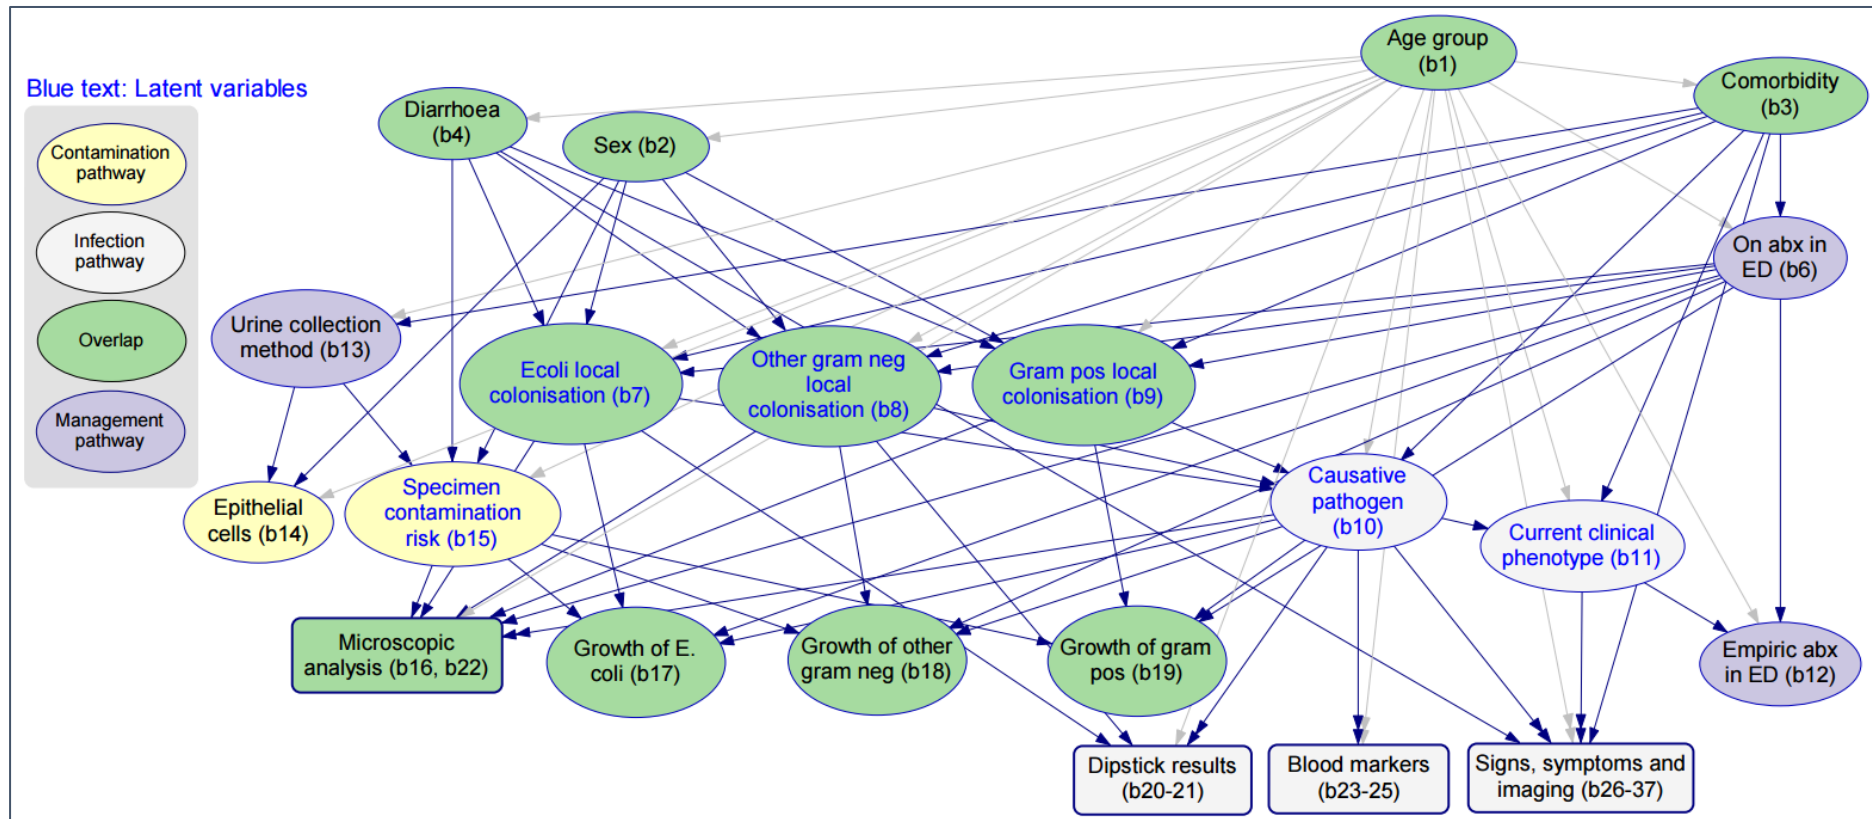 Age group
(b1)
Blue text: Latent variables
Diarrhoea
(b4)
Sex (b2)
Comorbidity
(b3)
Contamination
pathway
Infection
pathway
Overlap
Management
pathway
On abx in
ED (b6)
Urine collection
method (b13)
Ecoli local
colonisation (b7)
Other gram neg
local
colonisation (b8)
Gram pos local
colonisation (b9)
Epithelial
cells (b14)
Specimen
contamination
risk (b15)
Causative
pathogen
(b10)
Current clinical
phenotype (b11)
Microscopic
analysis (b16, b22)
Growth of E.
coli (b17)
Growth of other
gram neg (b18)
Growth of gram
pos (b19)
Empiric abx
in ED (b12)
Dipstick results
(b20-21)
Blood markers
(b23-25)
Signs, symptoms and
imaging (b26-37)